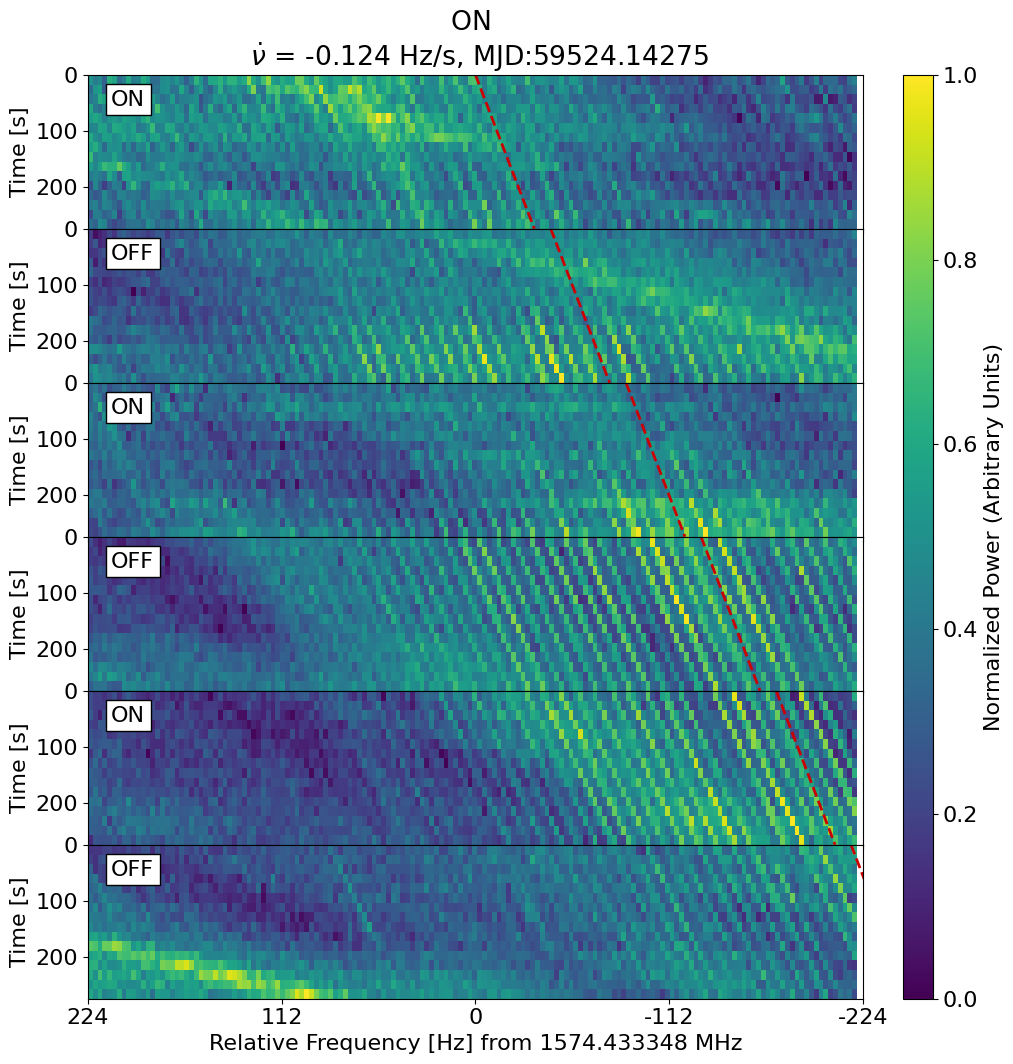 ON
ν̇ = -0.124 Hz/s, MJD:59524.14275
0
ON
100
Time [s]
200
0
OFF
100
Time [s]
200
0
ON
100
Time [s]
200
0
OFF
100
Time [s]
200
0
ON
100
Time [s]
200
0
OFF
100
Time [s]
200
224 112 0 -112 -224
Relative Frequency [Hz] from 1574.433348 MHz
1.0
0.8
0.6
0.4
0.2
0.0
Normalized Power (Arbitrary Units)